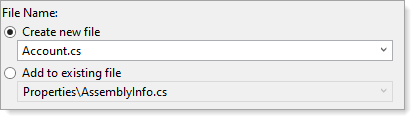 File Name:
Create new file
Account.cs
Add to existing file
Properties\AssemblyInfo.cs